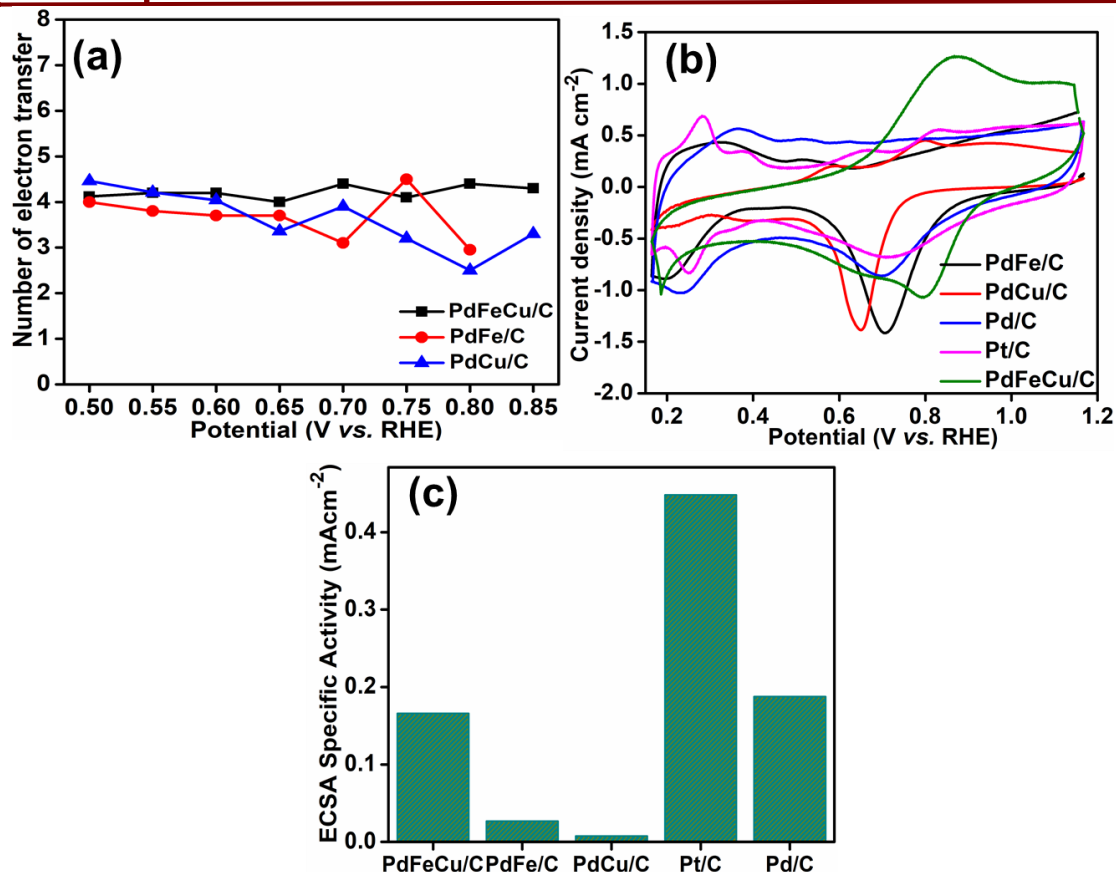 (a)
Number of electron transfer
8
7
6
5
4
3
2
1
0
PdFeCu/C
PdFe/C
PdCu/C
0.50 0.55 0.60 0.65 0.70 0.75 0.80 0.85
Potential (V vs. RHE)
(b)
Current density (mA cm-2)
1.5
1.0
0.5
0.0
-0.5
-1.0
-1.5
-2.0
PdFe/C
PdCu/C
Pd/C
Pt/C
PdFeCu/C
0.2 0.4 0.6 0.8 1.0 1.2
Potential (V vs. RHE)
(c)
ECSA Specific Activity (mAcm-2)
0.4
0.3
0.2
0.1
0.0
PdFeCu/C PdFe/C PdCu/C Pt/C Pd/C